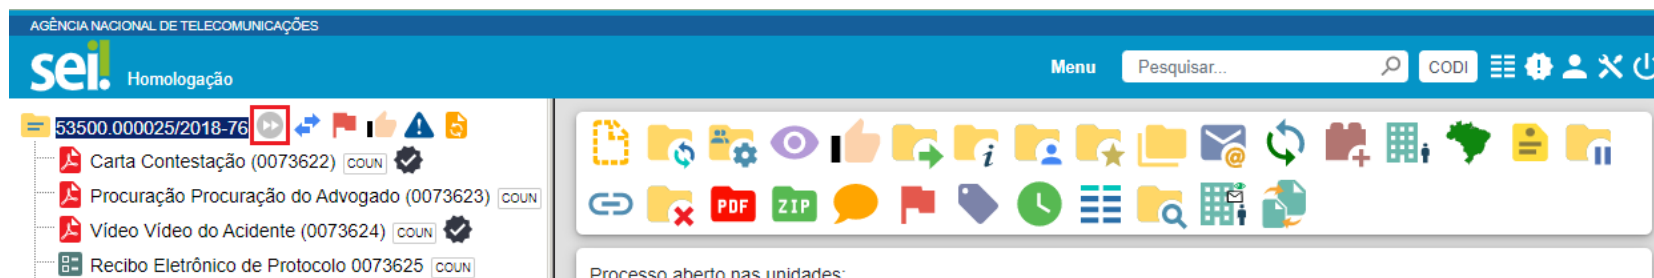 AGÊNCIA NACIONAL DE TELECOMUNICAÇÕES
sei!
Homologação
Menu
Pesquisar...
CODI
53500.000025/2018-76
Carta Contestação (0073622) COUN
Procuração Procuração do Advogado (0073623) COUN
Vídeo Vídeo do Acidente (0073624) COUN
Recibo Eletrônico de Protocolo 0073625 COUN
PDF ZIP
Processo aberto nas unidades: